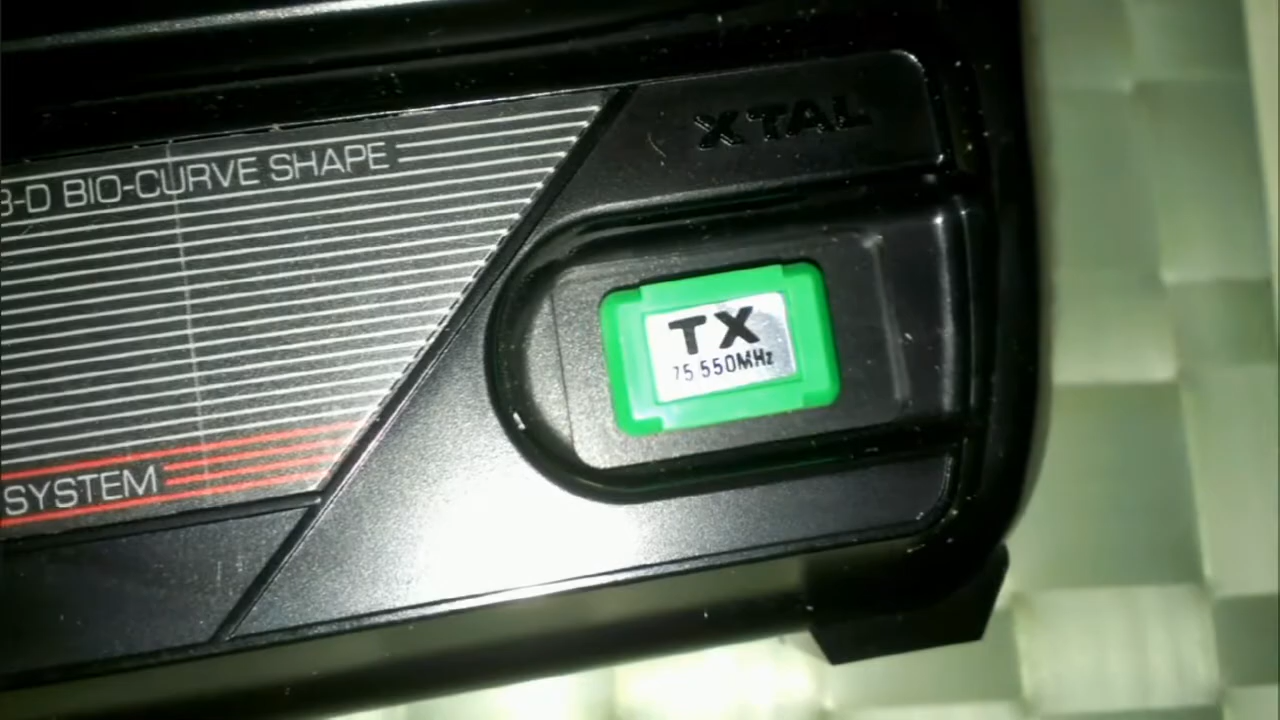 XTAL
3-D BIO-CURVE SHAPE
TX
75 550MHz
SYSTEM